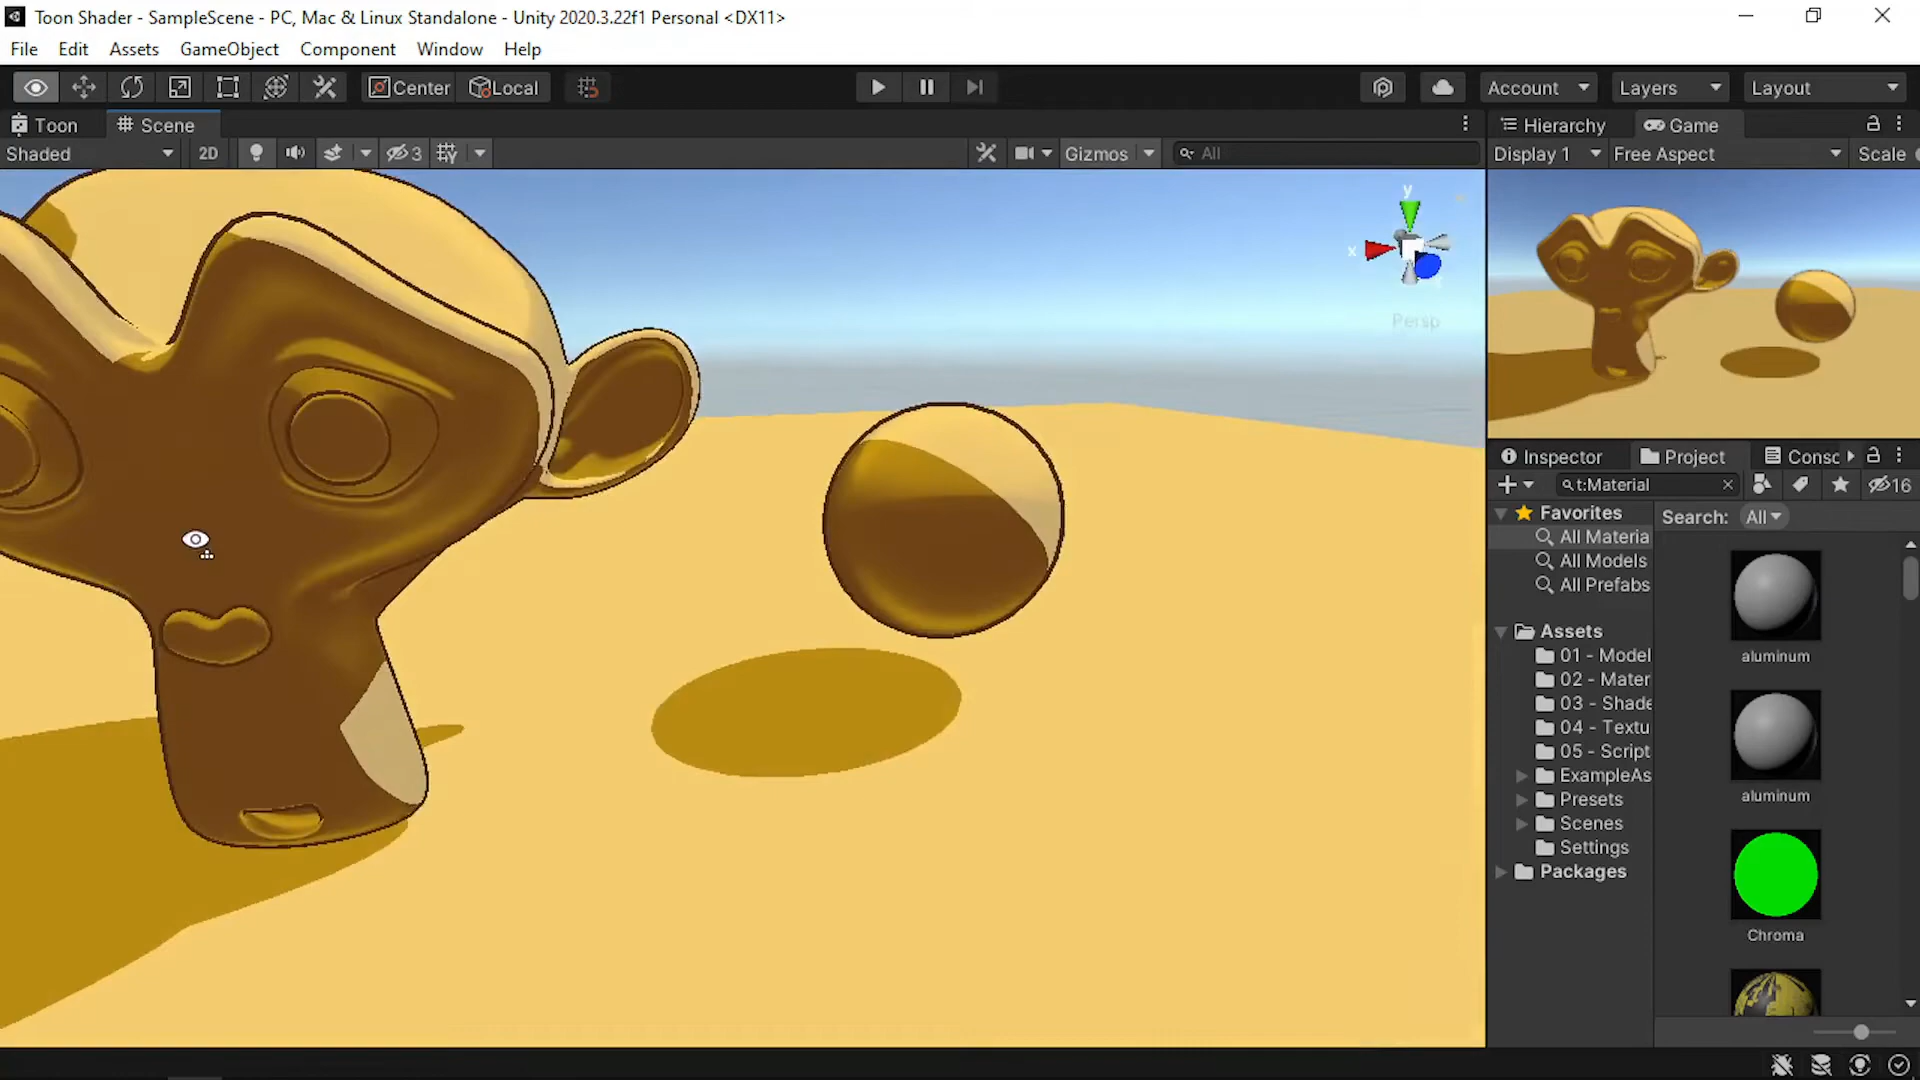 Toon Shader - SampleScene - PC, Mac & Linux Standalone - Unity 2020.3.22f1 Personal <DX11>
File Edit Assets GameObject Component Window Help
Center Local Account Layers Layout
Toon Scene Hierarchy Game
Shaded 2D 3 Gizmos All Display 1 Free Aspect Scale
y
x
Persp
Inspector Project Consc
t:Material 16
Favorites Search: All
All Materia
All Models
All Prefabs
Assets
01 - Model
aluminum
02 - Mater
03 - Shade
04 - Textu
05 - Script
ExampleAs
aluminum
Presets
Scenes
Settings
Packages
Chroma